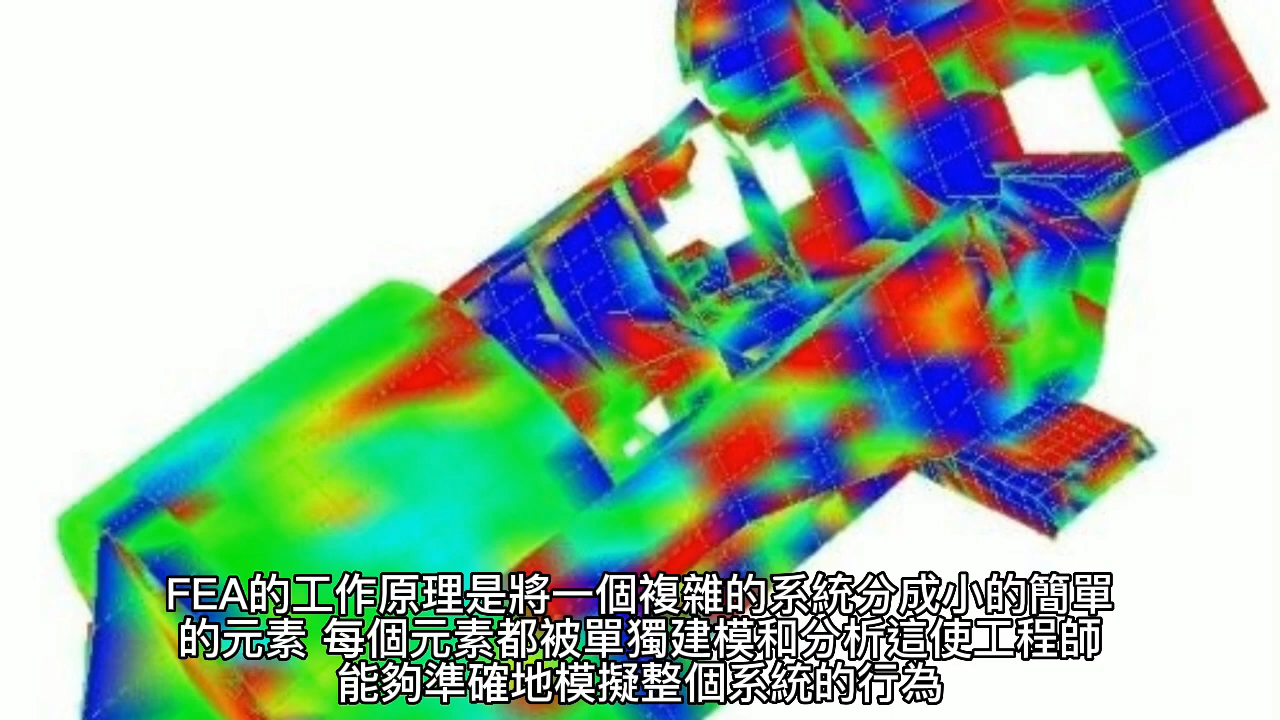 FEA的工作原理是將一個複雜的系統分成小的簡單
的元素 每個元素都被單獨建模和分析這使工程師
能夠準確地模擬整個系統的行為